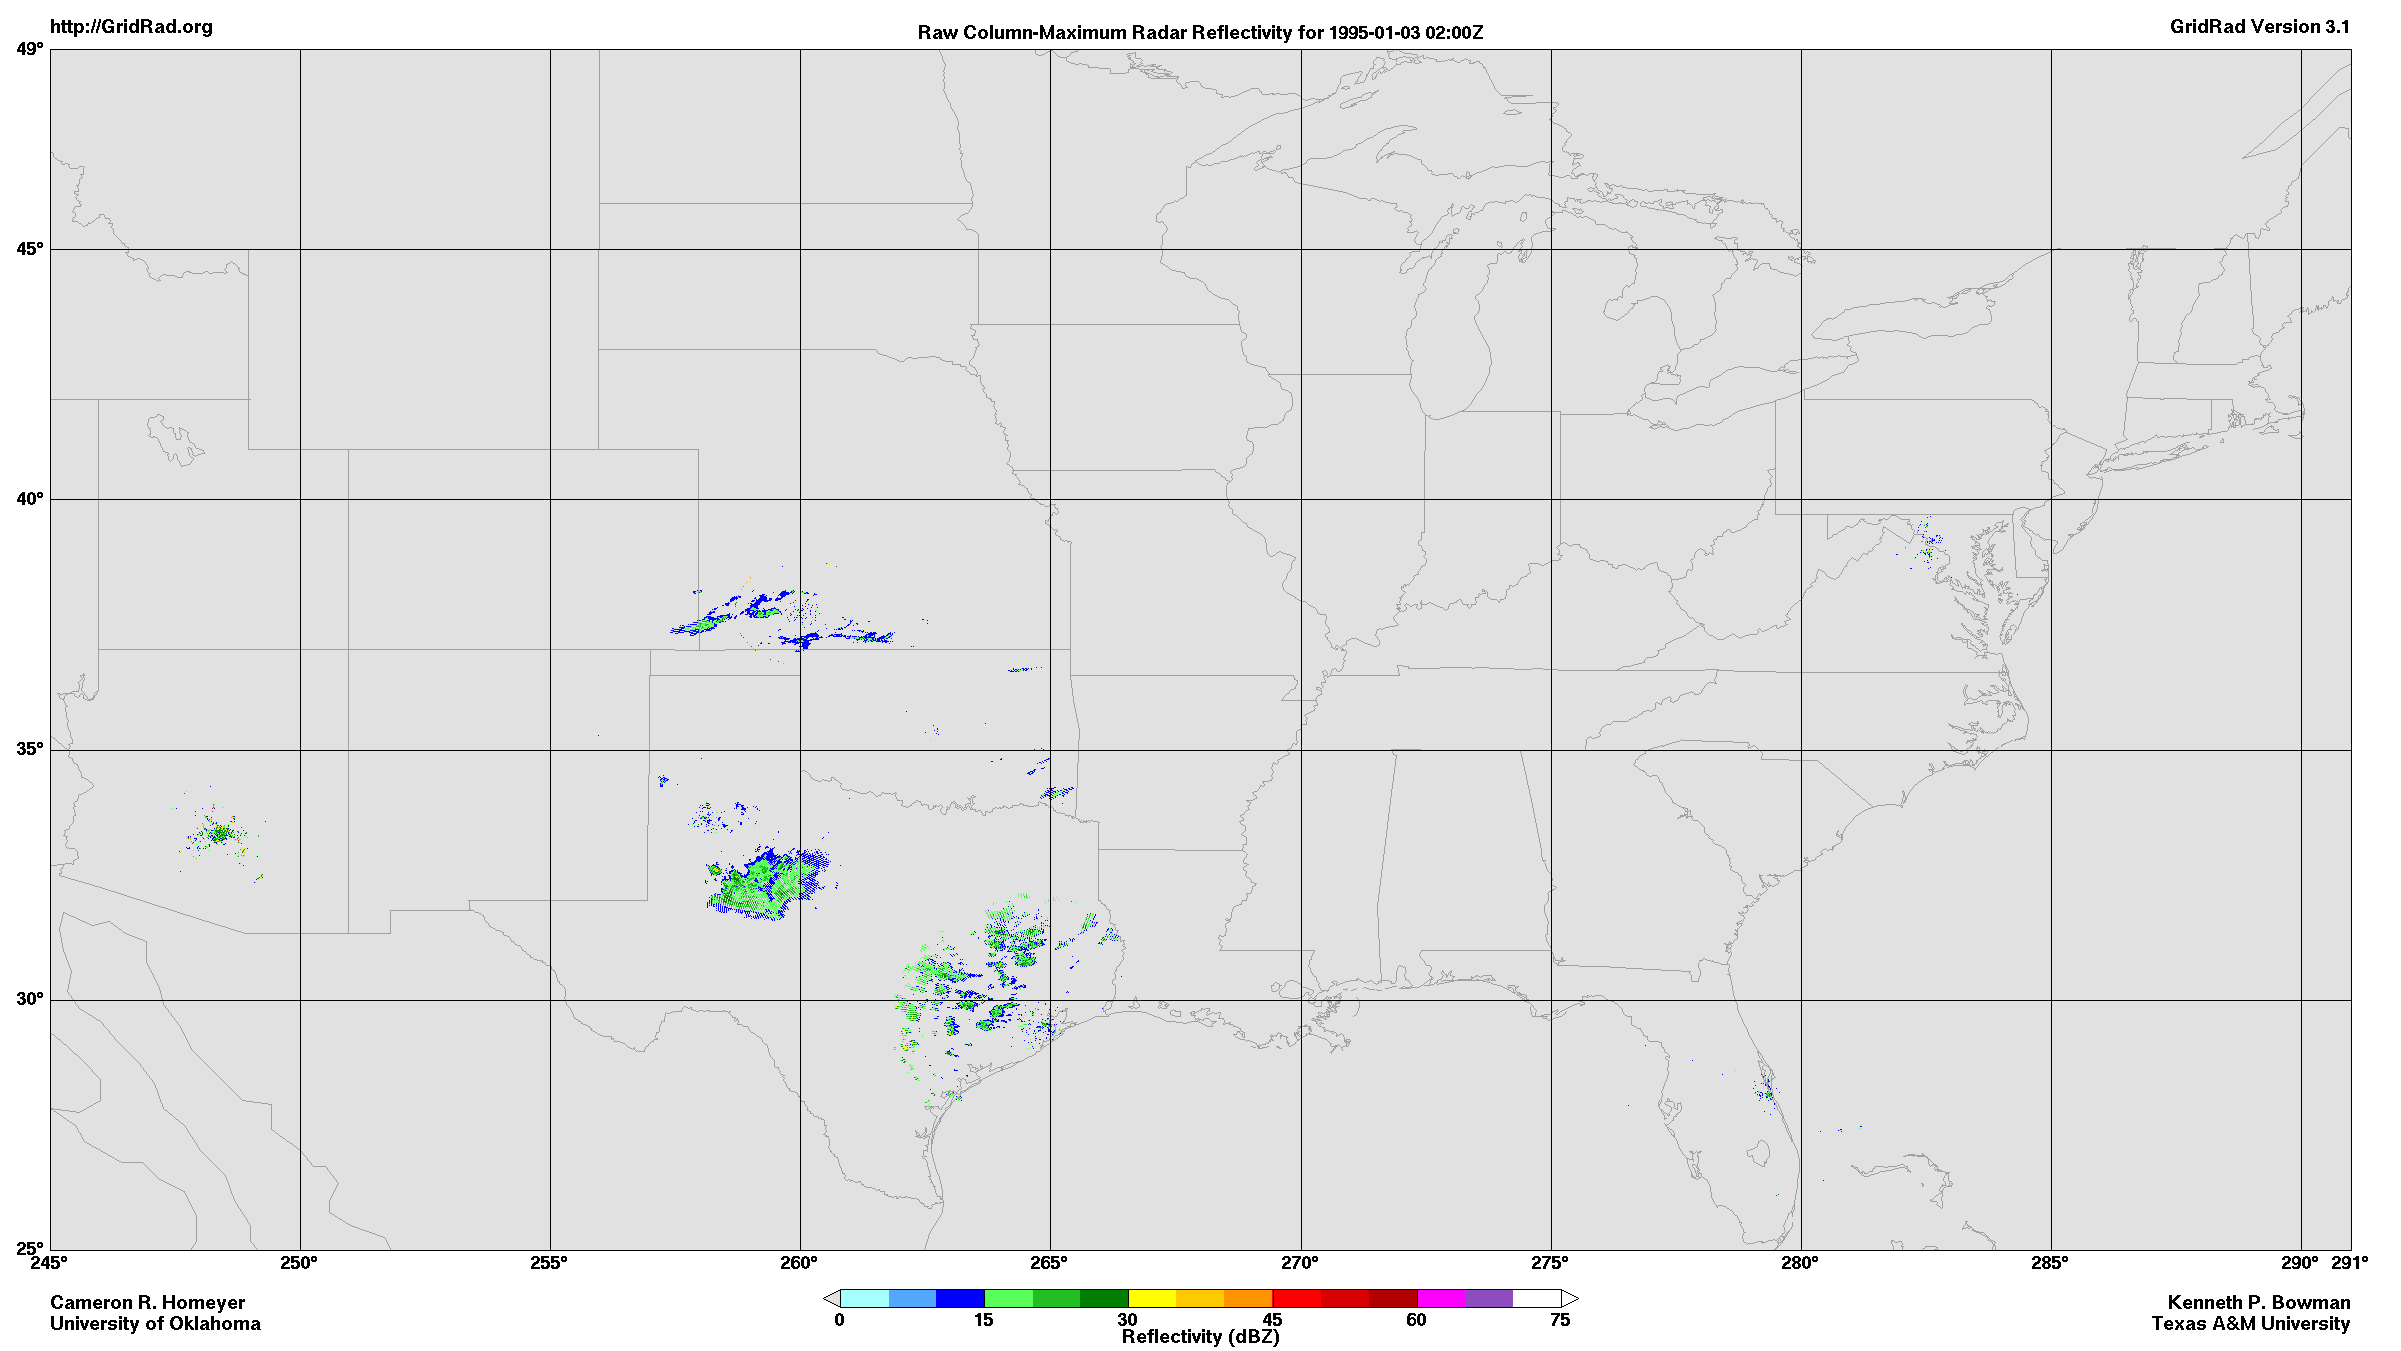 http://GridRad.org
Raw Column-Maximum Radar Reflectivity for 1995-01-03 02:00Z
GridRad Version 3.1
49°
45°
40°
35°
30°
25°
245° 250° 255° 260° 265° 270° 275° 280° 285° 290° 291°
0 15 30 45 60 75
Reflectivity (dBZ)
Cameron R. Homeyer
University of Oklahoma
Kenneth P. Bowman
Texas A&M University